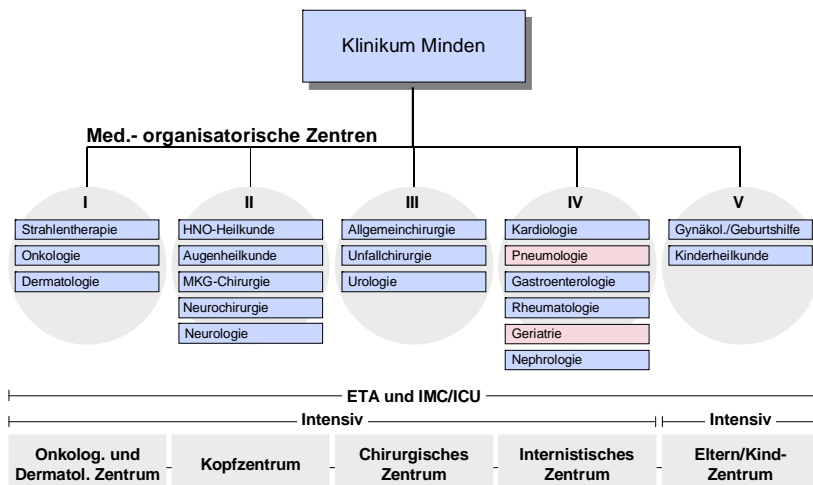 Klinikum Minden
Med.- organisatorische Zentren
I
Strahlentherapie
Onkologie
Dermatologie
II
HNO-Heilkunde
Augenheilkunde
MKG-Chirurgie
Neurochirurgie
Neurologie
III
Allgemeinchirurgie
Unfallchirurgie
Urologie
IV
Kardiologie
Pneumologie
Gastroenterologie
Rheumatologie
Geriatrie
Nephrologie
V
Gynäkol./Geburtshilfe
Kinderheilkunde
ETA und IMC/ICU
Intensiv
Intensiv
Onkolog. und
Dermatol. Zentrum
Kopfzentrum
Chirurgisches
Zentrum
Internistisches
Zentrum
Eltern/Kind-
Zentrum